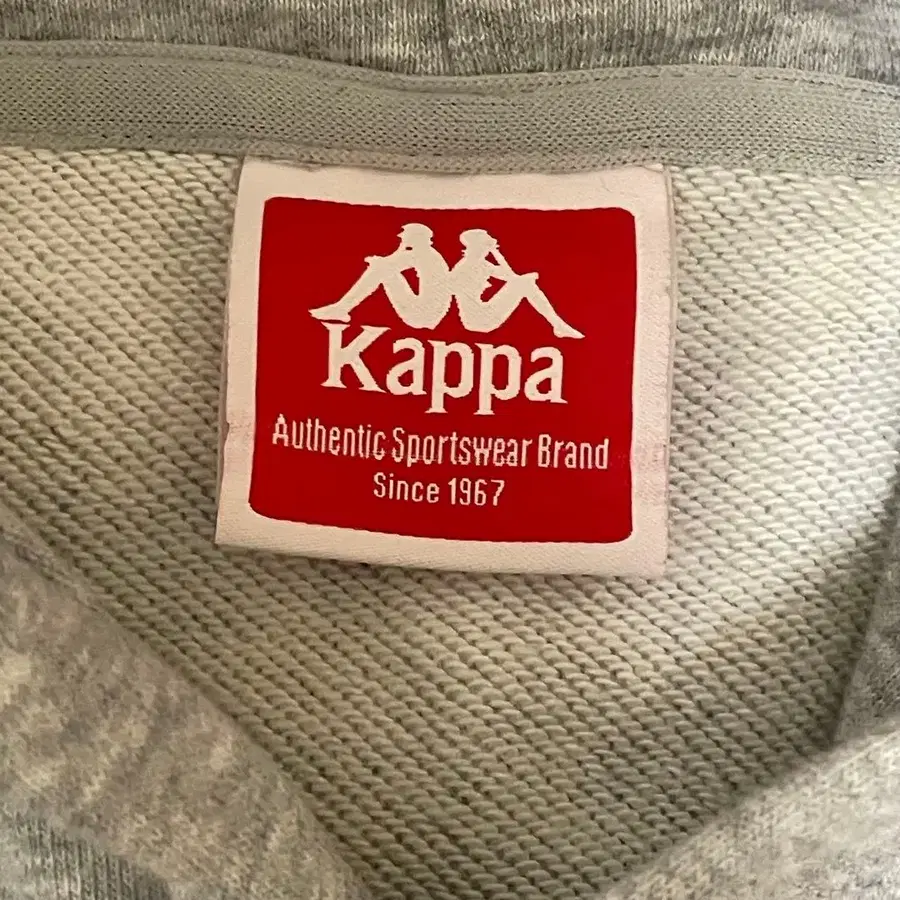 Kappa
Authentic Sportswear Brand
Since 1967